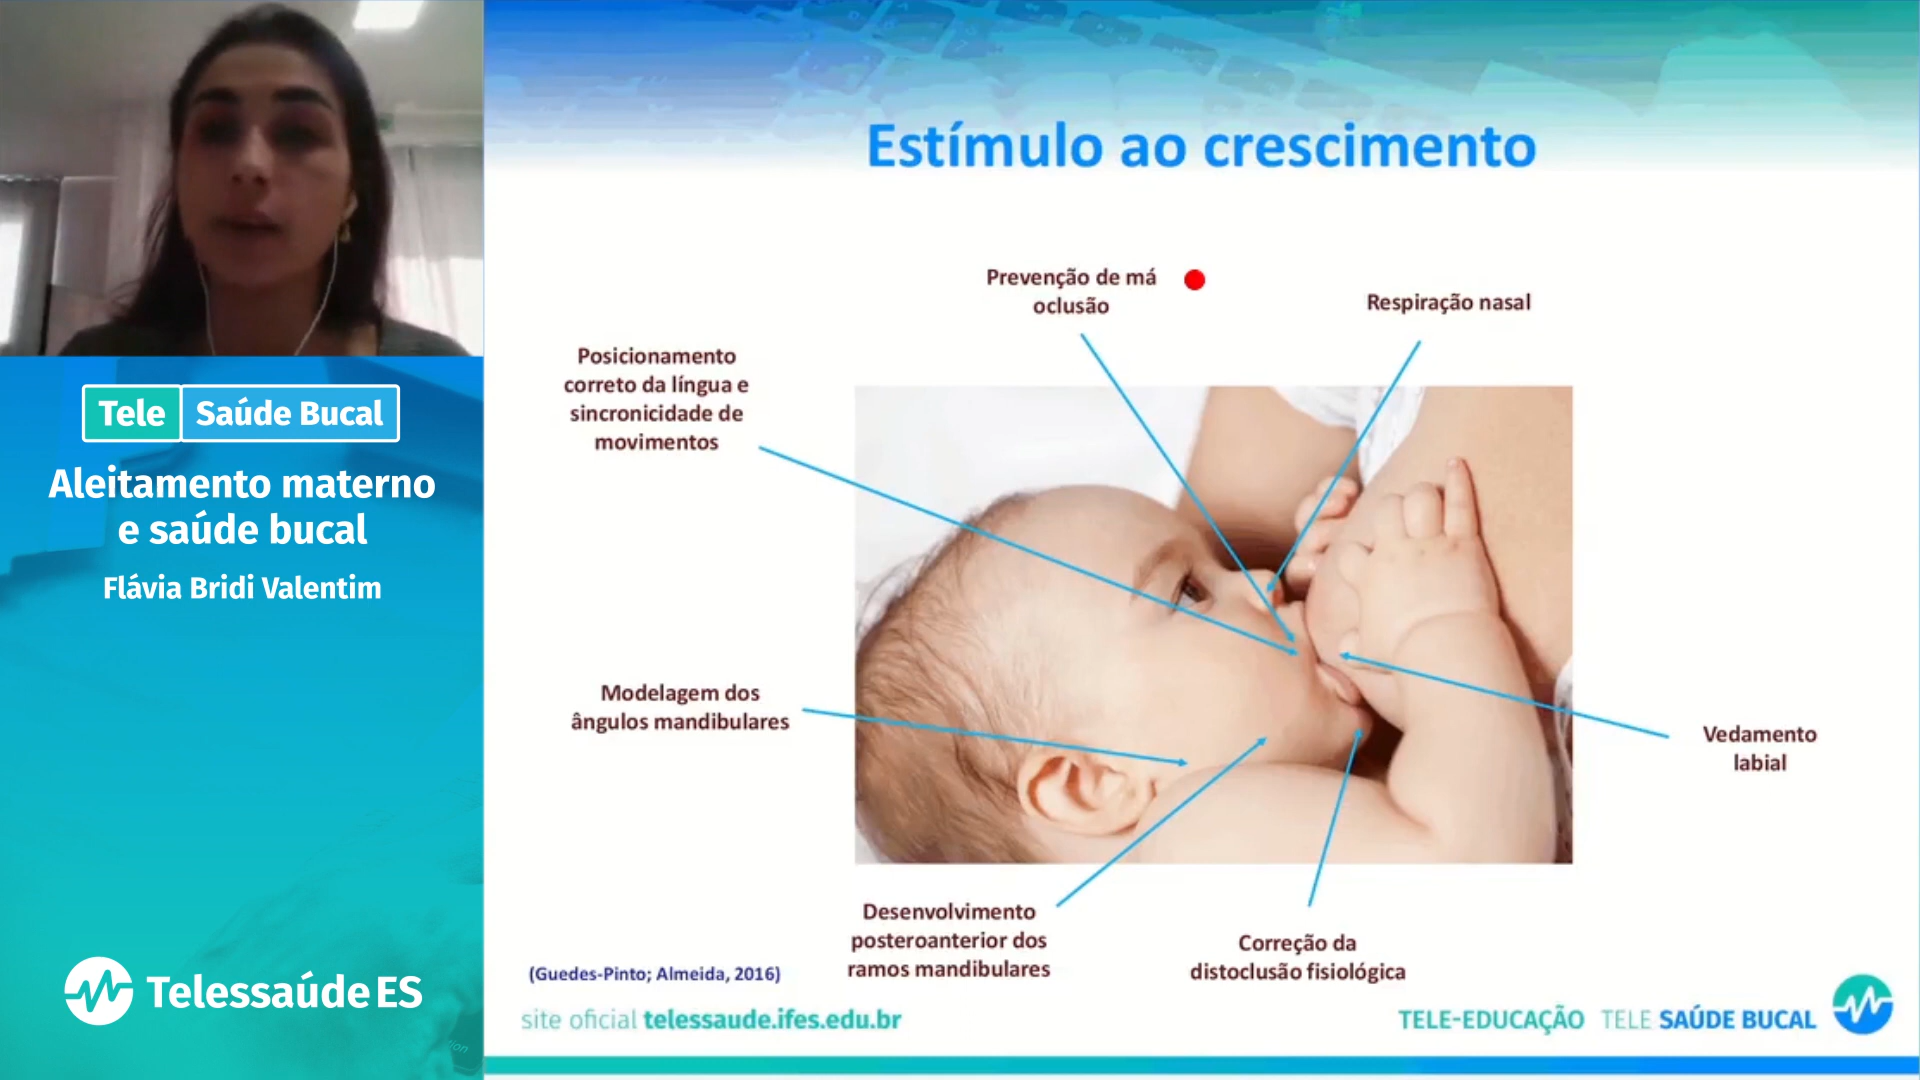 Tele Saúde Bucal
Aleitamento materno
e saúde bucal
Flávia Bridi Valentim
TelessaúdeES
Estímulo ao crescimento
Prevenção de má
oclusão
Respiração nasal
Posicionamento
correto da língua e
sincronicidade de
movimentos
Modelagem dos
ângulos mandibulares
Vedamento
labial
Desenvolvimento
posteroanterior dos
ramos mandibulares
Correção da
distoclusão fisiológica
(Guedes-Pinto; Almeida, 2016)
site oficial telessaude.ifes.edu.br
TELE-EDUCAÇÃO TELE SAÚDE BUCAL